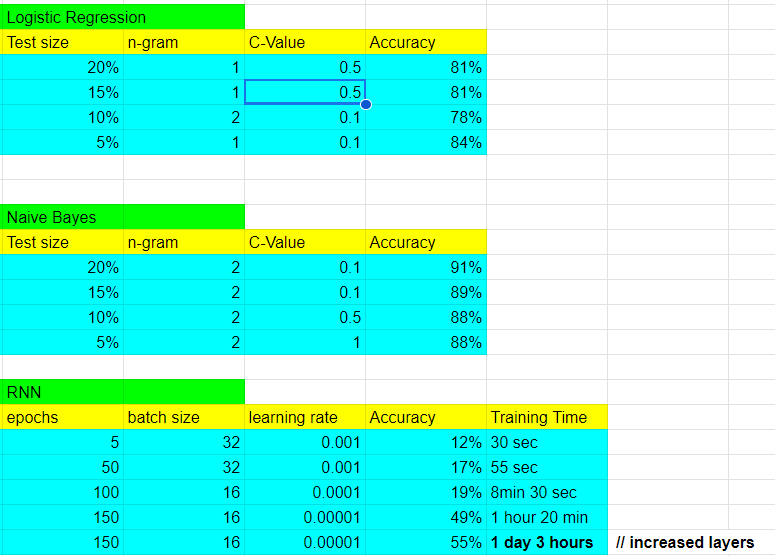 Logistic Regression
Test size n-gram C-Value Accuracy
20% 1 0.5 81%
15% 1 0.5 81%
10% 2 0.1 78%
5% 1 0.1 84%
Naive Bayes
Test size n-gram C-Value Accuracy
20% 2 0.1 91%
15% 2 0.1 89%
10% 2 0.5 88%
5% 2 1 88%
RNN
epochs batch size learning rate Accuracy Training Time
5 32 0.001 12% 30 sec
50 32 0.001 17% 55 sec
100 16 0.0001 19% 8min 30 sec
150 16 0.00001 49% 1 hour 20 min
150 16 0.00001 55% 1 day 3 hours // increased layers